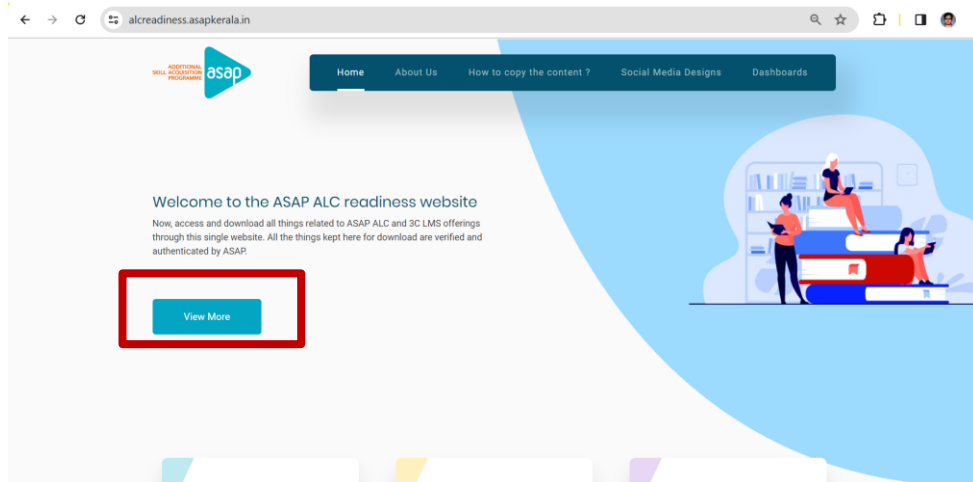 alcreadiness.asapkerala.in
ADDITIONAL
SKILL ACQUISITION
PROGRAMME
asap
Home About Us How to copy the content ? Social Media Designs Dashboards
Welcome to the ASAP ALC readiness website
Now, access and download all things related to ASAP ALC and 3C LMS offerings
through this single website. All the things kept here for download are verified and
authenticated by ASAP.
View More